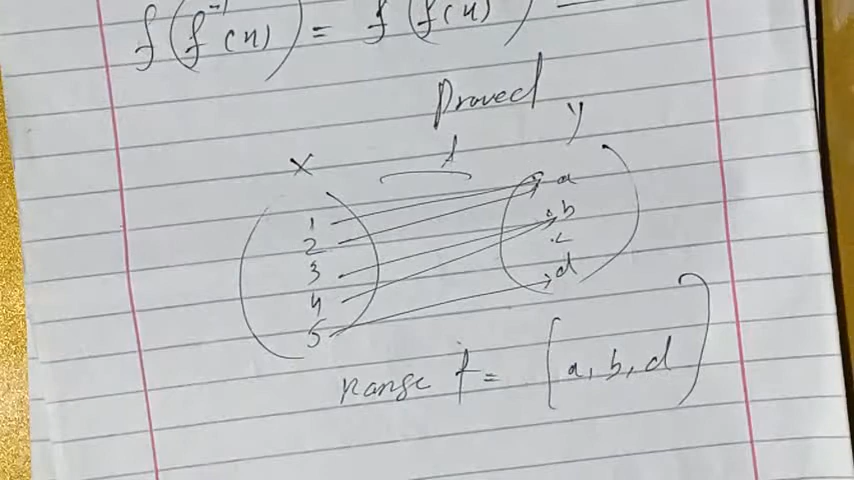 f(f⁻¹(x)) = f(f(x))
Proved
X f Y
1 a
2 b
3 c
4 d
5
Range f = [a, b, d]